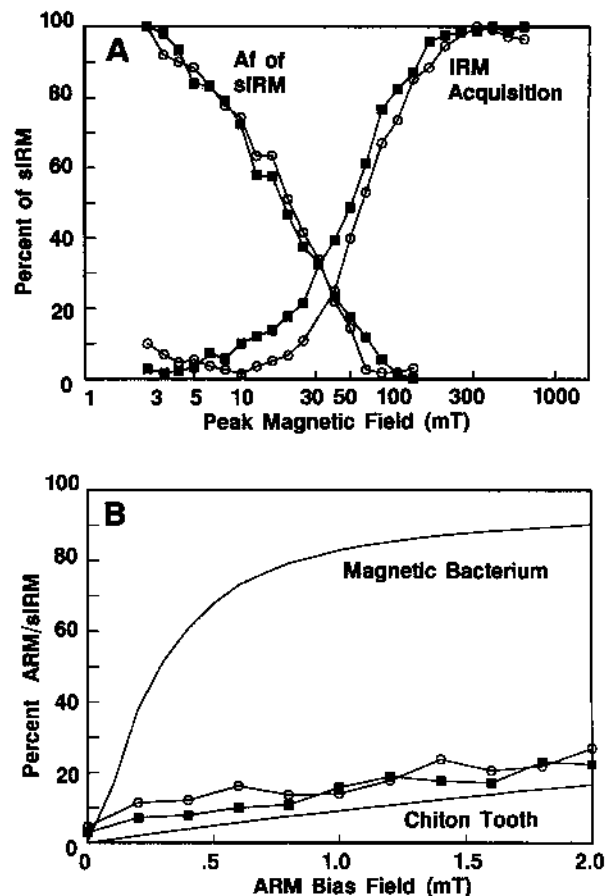 A
Af of
sIRM
IRM
Acquisition
Percent of sIRM
100
80
60
40
20
0
1 3 5 10 30 50 100 300 1000
Peak Magnetic Field (mT)
B
Magnetic Bacterium
Chiton Tooth
Percent ARM/sIRM
100
80
60
40
20
0
0 .5 1.0 1.5 2.0
ARM Bias Field (mT)